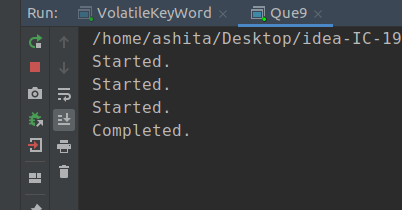 Run: VolatileKeyWord Que9
/home/ashita/Desktop/idea-IC-19
Started.
Started.
Started.
Completed.